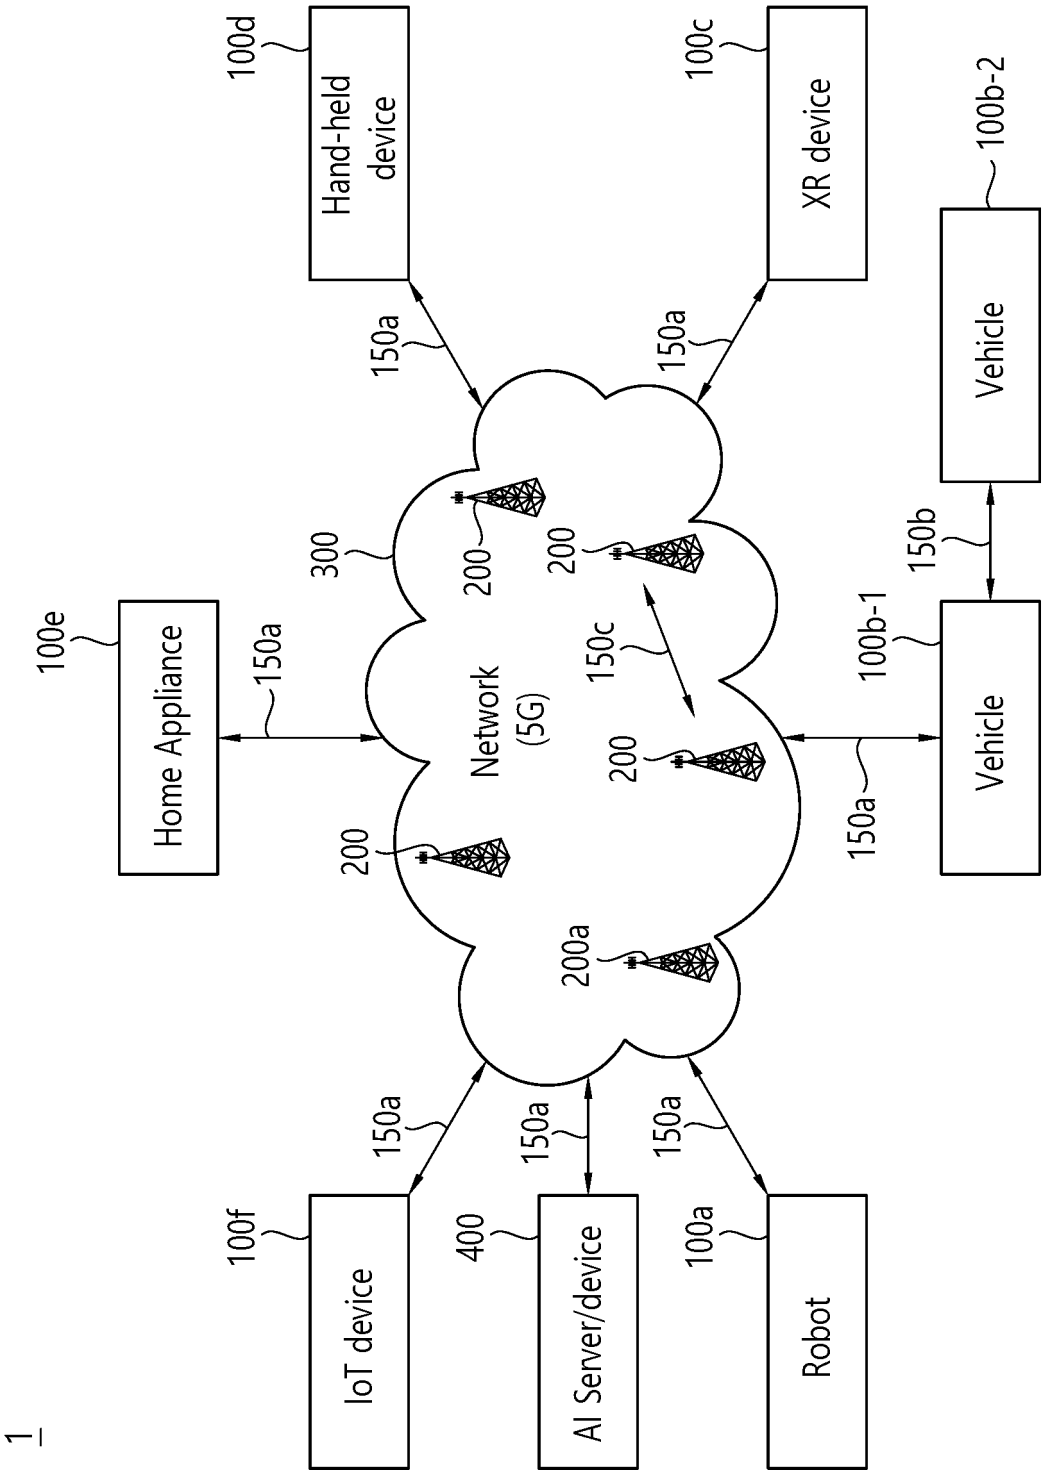 1
100e
Home Appliance
150a
100f
IoT device
150a
300
150a
100d
Hand-held
device
200
200
Network
(5G)
400
AI Server/device
150a
200a
200
150c
200
100a
Robot
150a
150a
100c
XR device
150a
100b-1
Vehicle
150b
100b-2
Vehicle